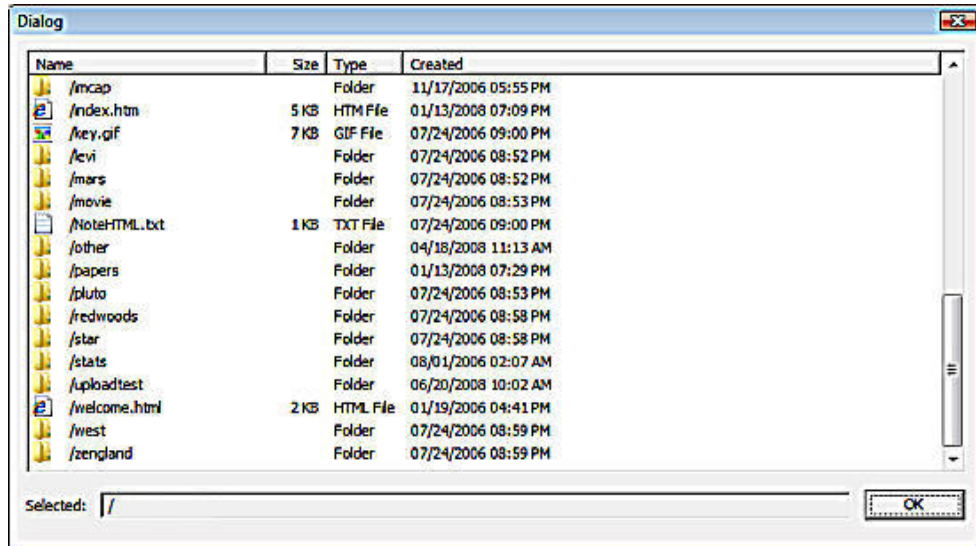 Dialog
Name Size Type Created
/mcap Folder 11/17/2006 05:55 PM
/index.htm 5 KB HTM File 01/13/2008 07:09 PM
/key.gif 7 KB GIF File 07/24/2006 09:00 PM
/levi Folder 07/24/2006 08:52 PM
/mars Folder 07/24/2006 08:52 PM
/movie Folder 07/24/2006 08:53 PM
/NoteHTML.txt 1 KB TXT File 07/24/2006 09:00 PM
/other Folder 04/18/2008 11:13 AM
/papers Folder 01/13/2008 07:29 PM
/pluto Folder 07/24/2006 08:53 PM
/redwoods Folder 07/24/2006 08:58 PM
/star Folder 07/24/2006 08:58 PM
/stats Folder 08/01/2006 02:07 AM
/uploadtest Folder 06/20/2008 10:02 AM
/welcome.html 2 KB HTML File 01/19/2006 04:41 PM
/west Folder 07/24/2006 08:59 PM
/zengland Folder 07/24/2006 08:59 PM
Selected: / OK